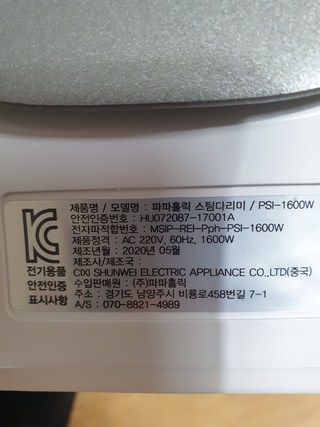 제품명 / 모델명 : 파파홀릭 스팀다리미 / PSI-1600W
안전인증번호 : HU072087-17001A
전자파적합번호 : MSIP-REI-Pph-PSI-1600W
제품정격 : AC 220V, 60Hz, 1600W
제조년월 : 2020년 05월
제조사/제조국 :
CIXI SHUNWEI ELECTRIC APPLIANCE CO.,LTD(중국)
수입판매원 : (주)파파홀릭
주소 : 경기도 남양주시 비룡로458번길 7-1
A/S : 070-8821-4989
전기용품
안전인증
표시사항